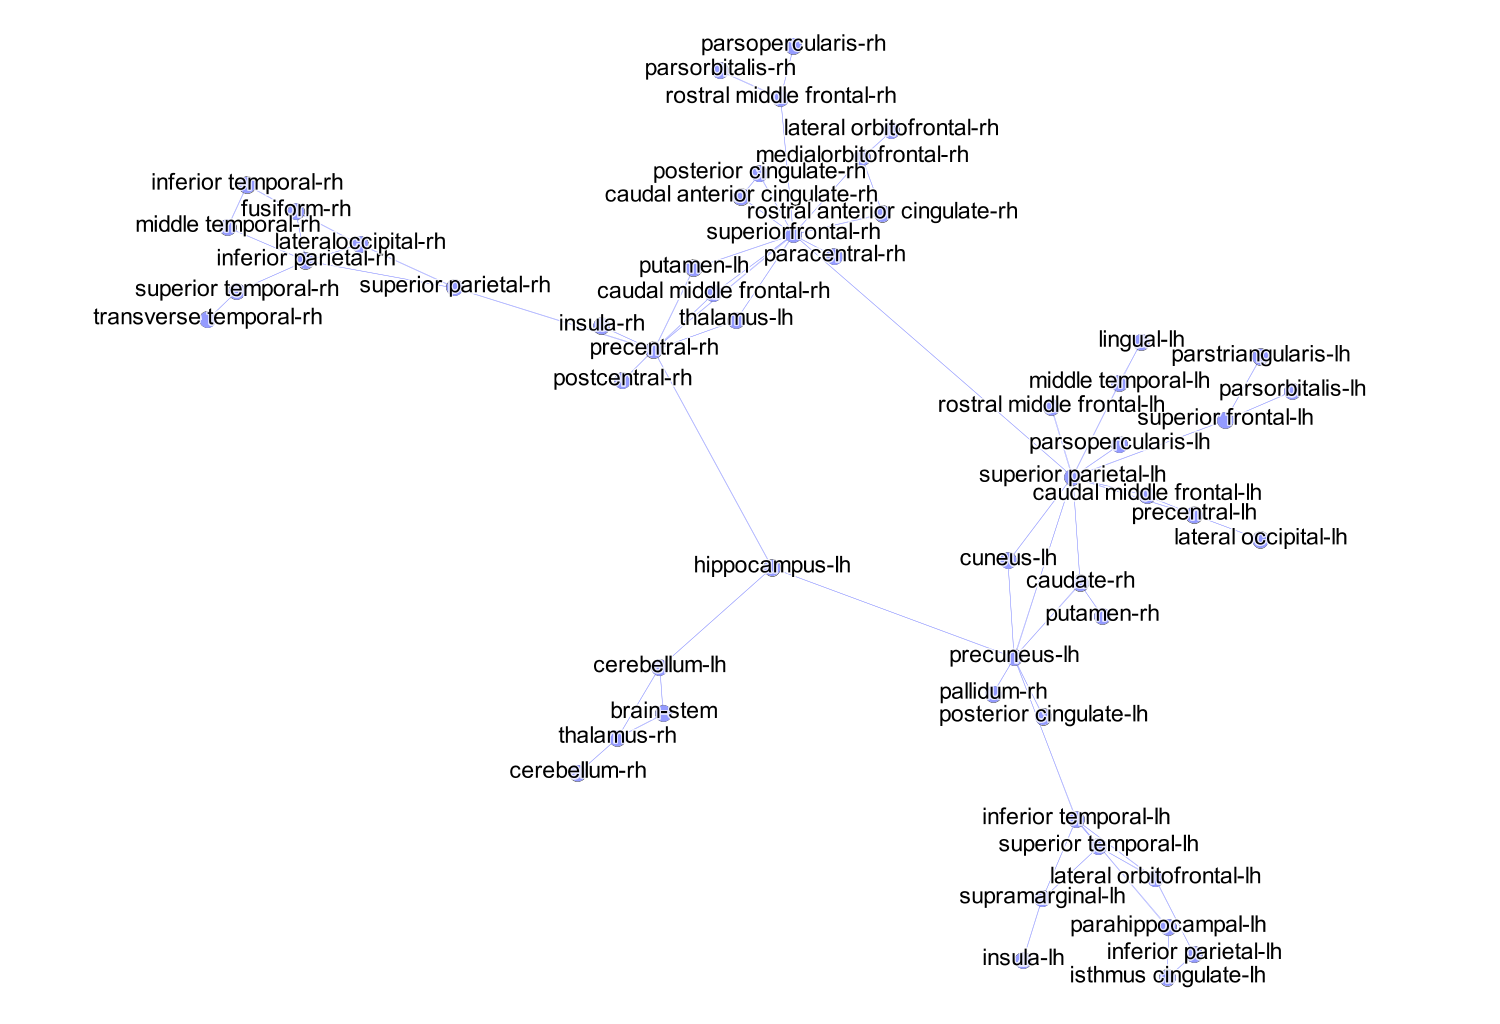 parsopercularis-rh
parsorbitalis-rh
rostral middle frontal-rh
lateral orbitofrontal-rh
medialorbitofrontal-rh
posterior cingulate-rh
caudal anterior cingulate-rh
rostral anterior cingulate-rh
superiorfrontal-rh
paracentral-rh
putamen-lh
caudal middle frontal-rh
thalamus-lh
insula-rh
precentral-rh
postcentral-rh
inferior temporal-rh
fusiform-rh
middle temporal-rh
lateraloccipital-rh
inferior parietal-rh
superior temporal-rh
superior parietal-rh
transverse temporal-rh
lingual-lh
parstriangularis-lh
middle temporal-lh
parsorbitalis-lh
rostral middle frontal-lh
superior frontal-lh
parsopercularis-lh
superior parietal-lh
caudal middle frontal-lh
precentral-lh
lateral occipital-lh
cuneus-lh
caudate-rh
putamen-rh
hippocampus-lh
precuneus-lh
pallidum-rh
posterior cingulate-lh
cerebellum-lh
brain-stem
thalamus-rh
cerebellum-rh
inferior temporal-lh
superior temporal-lh
lateral orbitofrontal-lh
supramarginal-lh
parahippocampal-lh
inferior parietal-lh
insula-lh
isthmus cingulate-lh